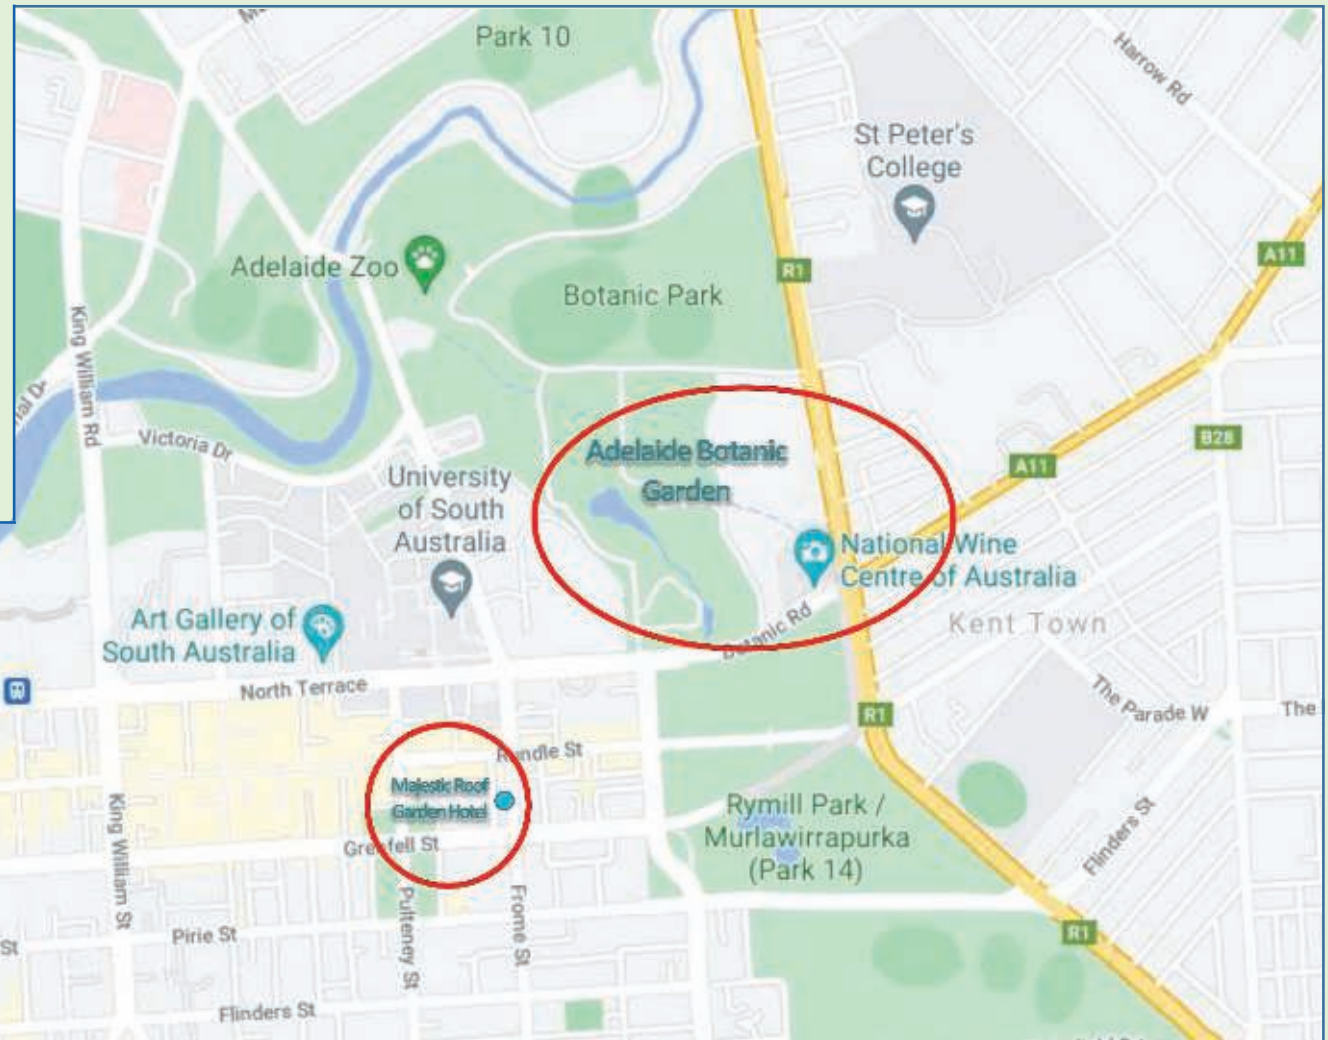 Park 10
Harrow Rd
St Peter's
College
Adelaide Zoo
R1
A11
Botanic Park
King William Rd
Victoria Dr
B28
A11
Adelaide Botanic
Garden
University
of South
Australia
National Wine
Centre of Australia
Art Gallery of
South Australia
Botanic Rd
Kent Town
North Terrace
The Parade W
The
R1
Rundle St
Majestic Roof
Garden Hotel
King William St
Grenfell St
Rymill Park /
Murlawirrapurka
(Park 14)
Flinders St
Pulteney St
Frome St
Pirie St
St
R1
Flinders St